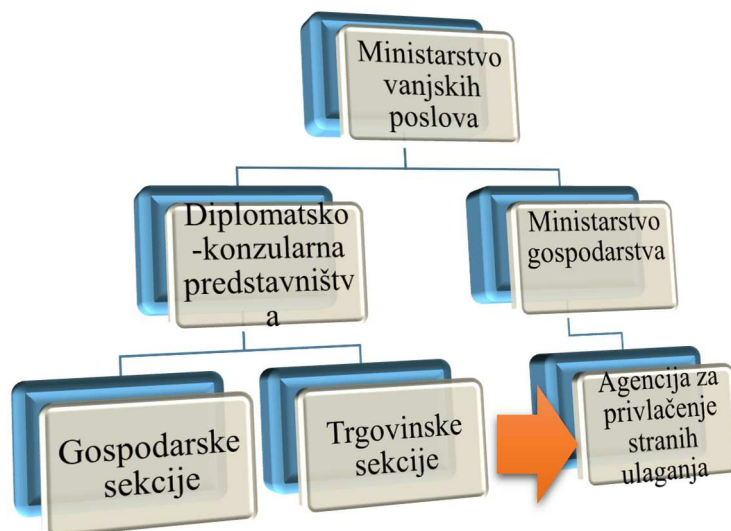 Ministarstvo
vanjskih
poslova
Diplomatsko
-konzularna
predstavništv
a
Ministarstvo
gospodarstva
Gospodarske
sekcije
Trgovinske
sekcije
Agencija za
privlačenje
stranih
ulaganja